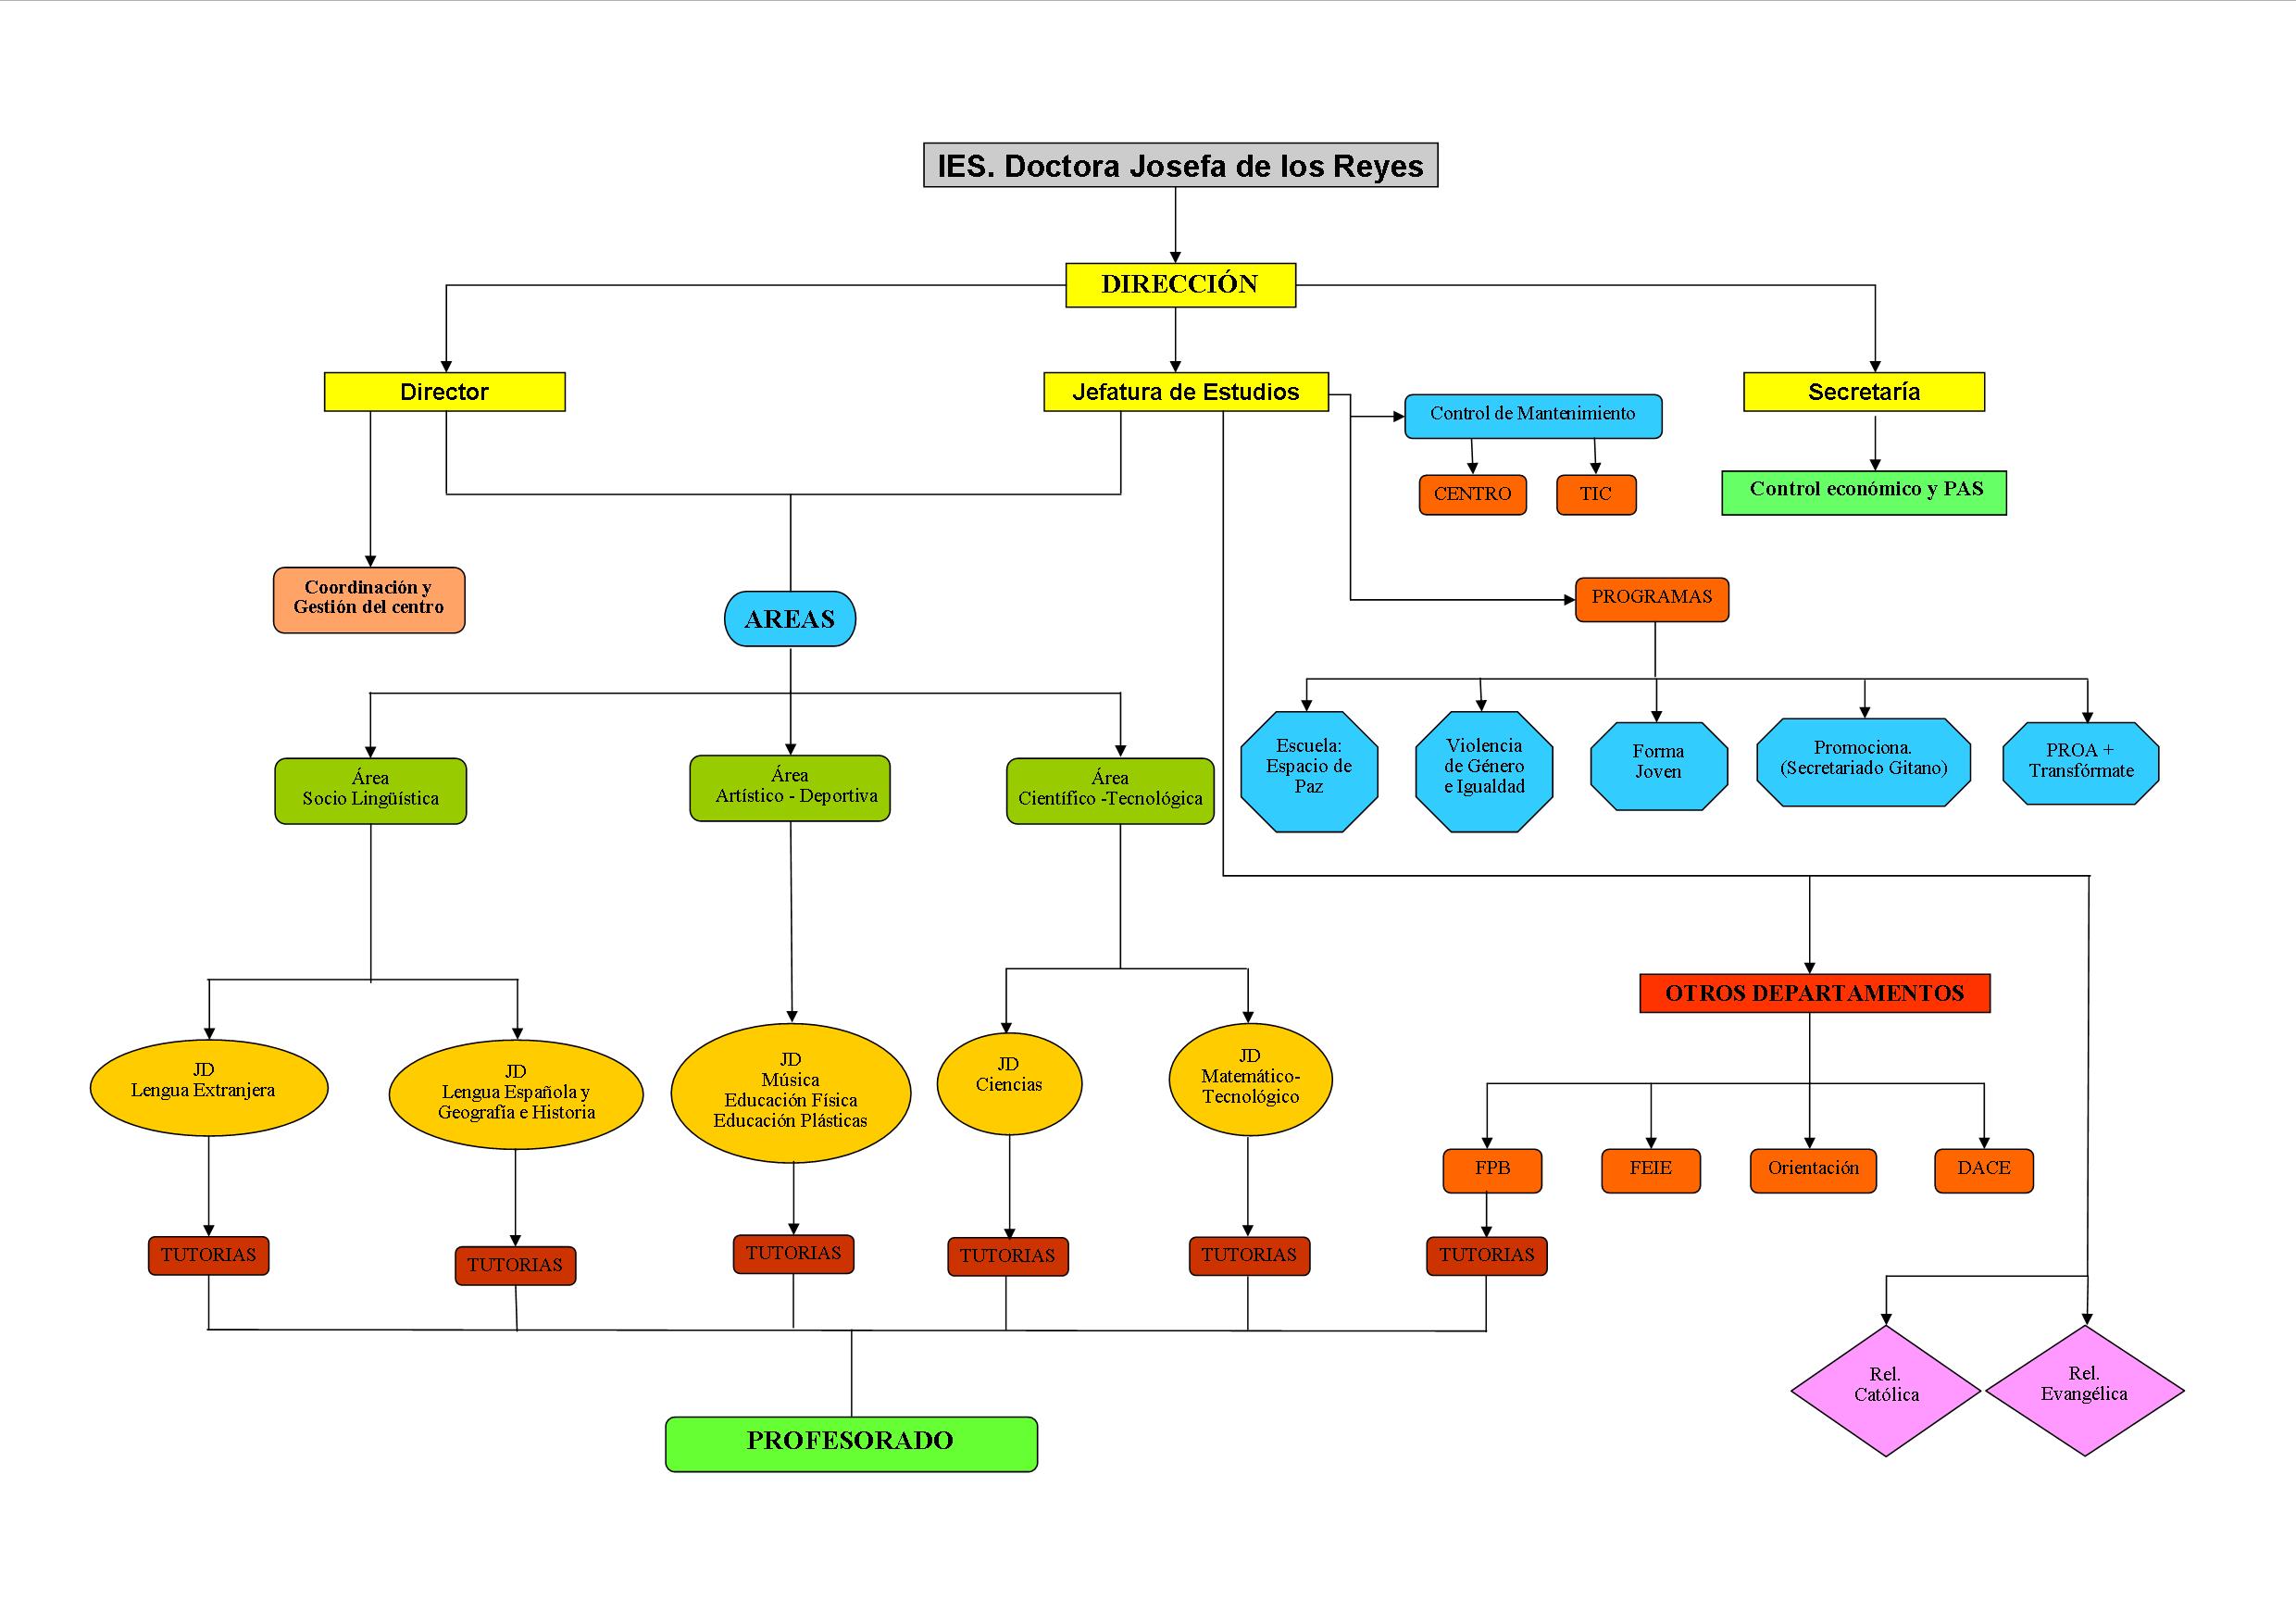 IES. Doctora Josefa de los Reyes
DIRECCIÓN
Director
Jefatura de Estudios
Secretaría
Control de Mantenimiento
CENTRO
TIC
Control económico y PAS
Coordinación y
Gestión del centro
AREAS
PROGRAMAS
Escuela:
Espacio de
Paz
Violencia
de Género
e Igualdad
Forma
Joven
Promociona.
(Secretariado Gitano)
PROA +
Transfórmate
Área
Socio Lingüística
Área
Artístico - Deportiva
Área
Científico -Tecnológica
OTROS DEPARTAMENTOS
JD
Lengua Extranjera
JD
Lengua Española y
Geografía e Historia
JD
Música
Educación Física
Educación Plásticas
JD
Ciencias
JD
Matemático-
Tecnológico
FPB
FEIE
Orientación
DACE
TUTORIAS
TUTORIAS
TUTORIAS
TUTORIAS
TUTORIAS
TUTORIAS
Rel.
Católica
Rel.
Evangélica
PROFESORADO